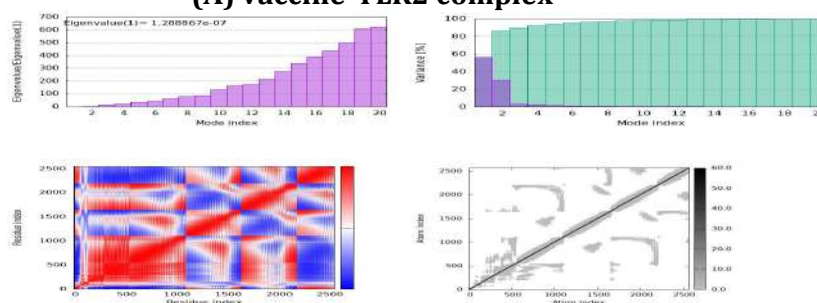 (A) vaccine-TLR2 complex
Eigenvalue(1)= 1.288867e-07
Eigenvalue/Eigenvalue(1)
700
600
500
400
300
200
100
0
2 4 6 8 10 12 14 16 18 20
Mode index
Variance [%]
100
80
60
40
20
0
2 4 6 8 10 12 14 16 18
Mode index
Residue index
2500
2000
1500
1000
500
0
0 500 1000 1500 2000 2500
Residue index
Atom index
2500
2000
1500
1000
500
0
0 500 1000 1500 2000 2500
Atom index
60.0
50.0
40.0
30.0
20.0
10.0
0.0